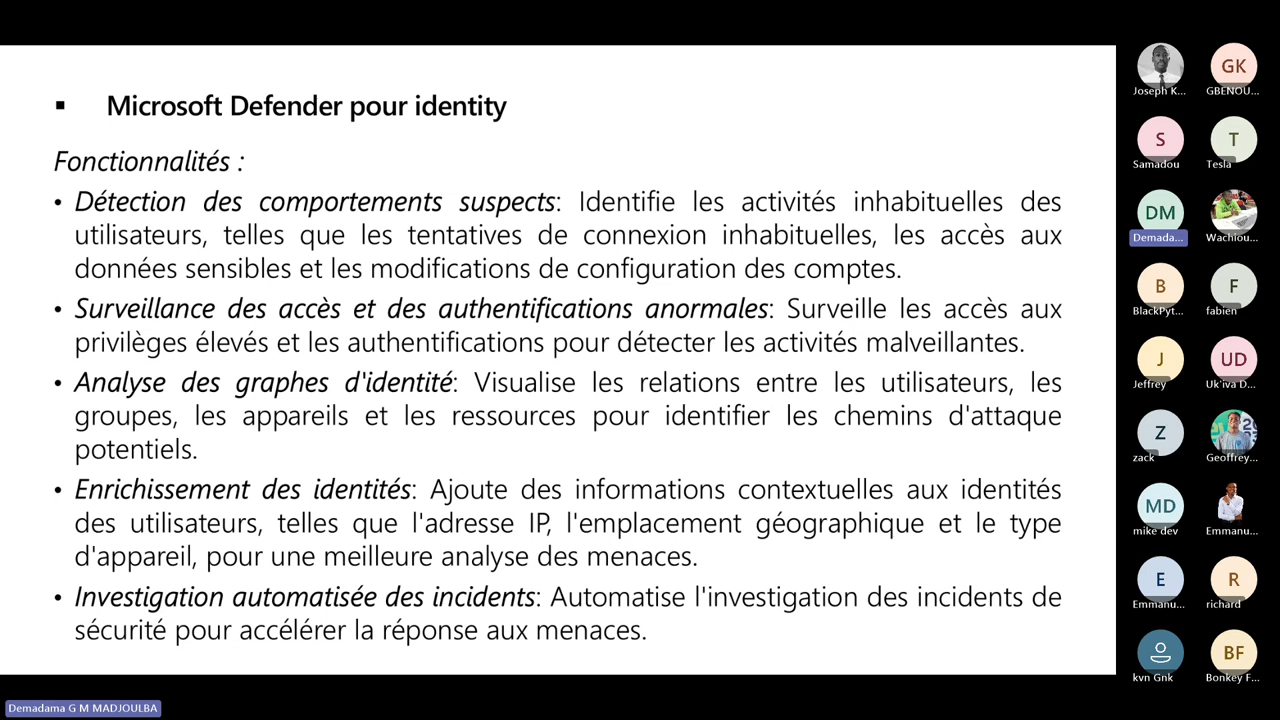 ▪ Microsoft Defender pour identity
Fonctionnalités :
• Détection des comportements suspects: Identifie les activités inhabituelles des
utilisateurs, telles que les tentatives de connexion inhabituelles, les accès aux
données sensibles et les modifications de configuration des comptes.
• Surveillance des accès et des authentifications anormales: Surveille les accès aux
privilèges élevés et les authentifications pour détecter les activités malveillantes.
• Analyse des graphes d'identité: Visualise les relations entre les utilisateurs, les
groupes, les appareils et les ressources pour identifier les chemins d'attaque
potentiels.
• Enrichissement des identités: Ajoute des informations contextuelles aux identités
des utilisateurs, telles que l'adresse IP, l'emplacement géographique et le type
d'appareil, pour une meilleure analyse des menaces.
• Investigation automatisée des incidents: Automatise l'investigation des incidents de
sécurité pour accélérer la réponse aux menaces.
Demadama G M MADJOULBA
GK
Joseph K...
GBENOU...
S
T
Samadou
Tesla
DM
Demada...
Wachiou...
B
F
BlackPyt...
fabien
J
UD
Jeffrey
Uk'iva D...
Z
zack
Geoffrey...
MD
mike dev
Emmanu...
E
R
Emmanu...
richard
BF
kvn Gnk
Bonkey F...